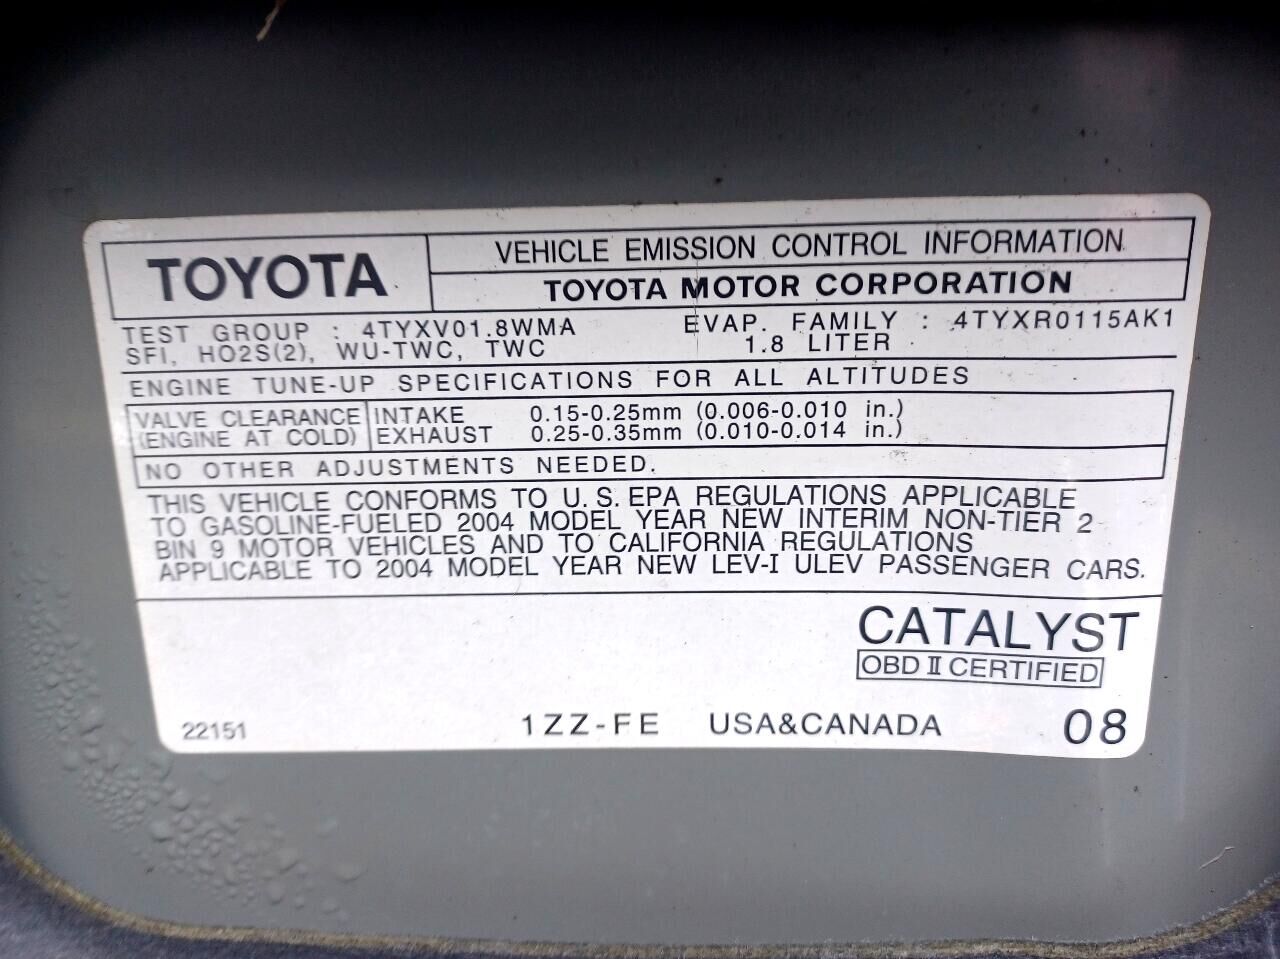 TOYOTA
VEHICLE EMISSION CONTROL INFORMATION
TOYOTA MOTOR CORPORATION
TEST GROUP : 4TYXV01.8WMA EVAP. FAMILY : 4TYXR0115AK1
SFI, HO2S(2), WU-TWC, TWC 1.8 LITER
ENGINE TUNE-UP SPECIFICATIONS FOR ALL ALTITUDES
VALVE CLEARANCE INTAKE 0.15-0.25mm (0.006-0.010 in.)
(ENGINE AT COLD) EXHAUST 0.25-0.35mm (0.010-0.014 in.)
NO OTHER ADJUSTMENTS NEEDED.
THIS VEHICLE CONFORMS TO U.S. EPA REGULATIONS APPLICABLE
TO GASOLINE-FUELED 2004 MODEL YEAR NEW INTERIM NON-TIER 2
BIN 9 MOTOR VEHICLES AND TO CALIFORNIA REGULATIONS
APPLICABLE TO 2004 MODEL YEAR NEW LEV-I ULEV PASSENGER CARS.
CATALYST
OBD II CERTIFIED
22151 1ZZ-FE USA&CANADA 08